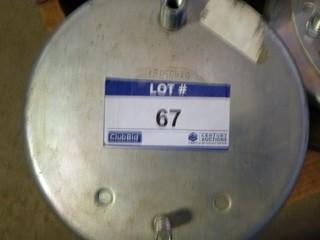 LOT #
67
ClubBid
CENTURY
AUCTIONS